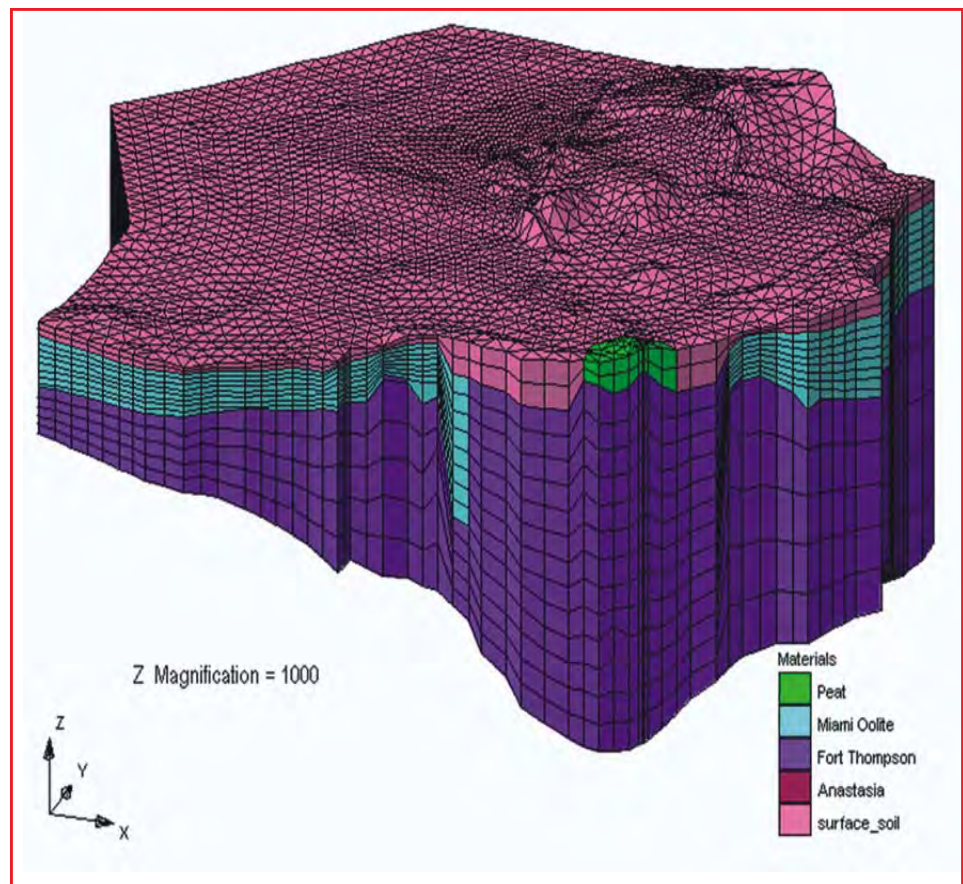 Z Magnification = 1000
Z
Y
X
Materials
Peat
Miami Oolite
Fort Thompson
Anastasia
surface_soil